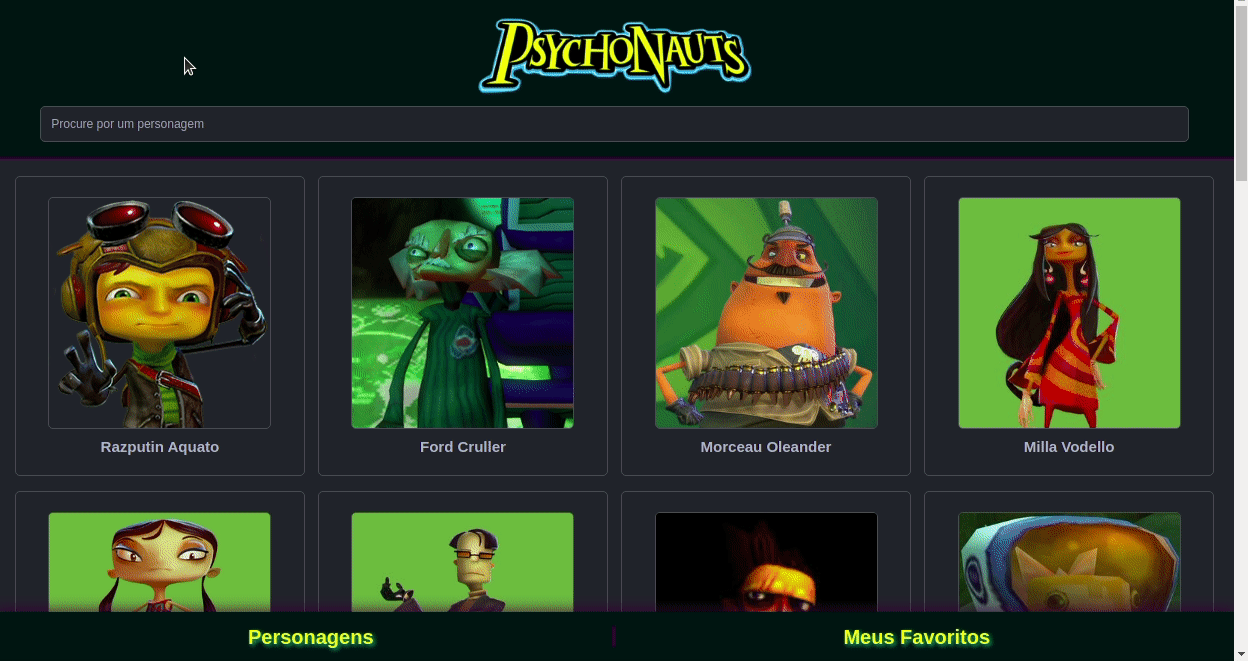 PSYCHONAUTS
Procure por um personagem
Razputin Aquato
Ford Cruller
Morceau Oleander
Milla Vodello
Personagens
Meus Favoritos